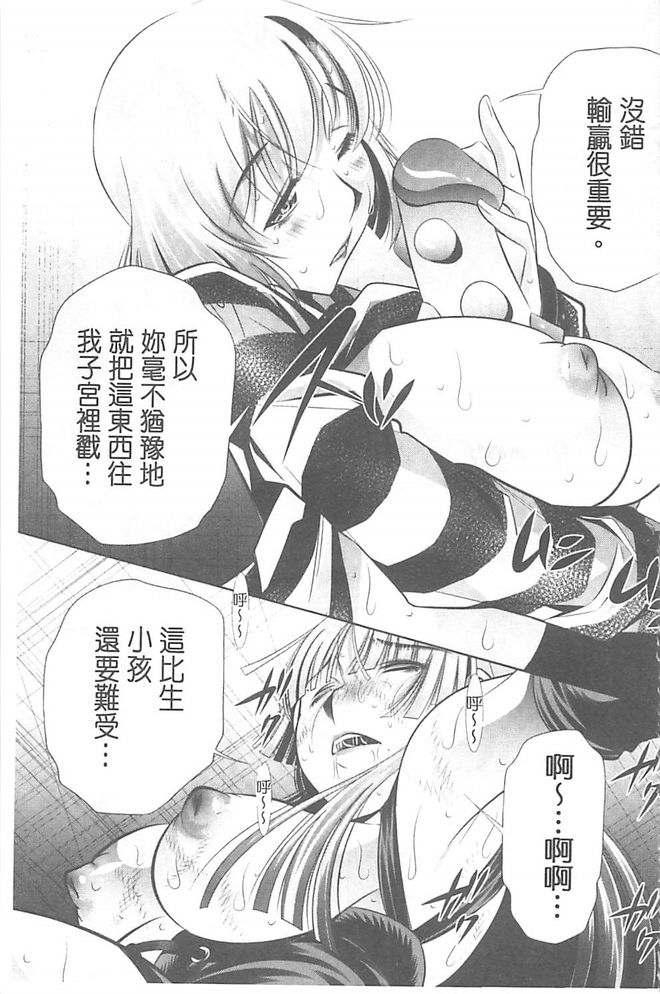 沒錯
輸贏很重要。
所以
妳毫不猶豫地
就把這東西往
我子宮裡戳…
呼～～
這比生
小孩
還要難受…
呼～～
呼～～
啊～…啊啊…